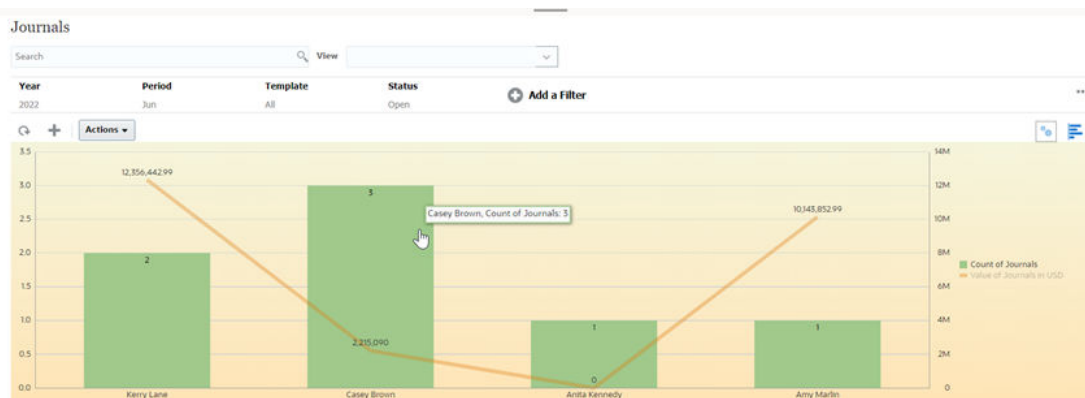 Journals
Search View
Year Period Template Status Add a Filter
2022 Jun All Open
Actions
3.5 14M
12,356,442.99
3.0 3 12M
Casey Brown, Count of Journals: 3 10,143,852.99
2.5 10M
2.0 2 8M
Count of Journals
Value of Journals in USD
1.5 6M
1.0 1 1 4M
2,215,090
0.5 2M
0
0.0 0
Kerry Lane Casey Brown Anita Kennedy Amy Marlin